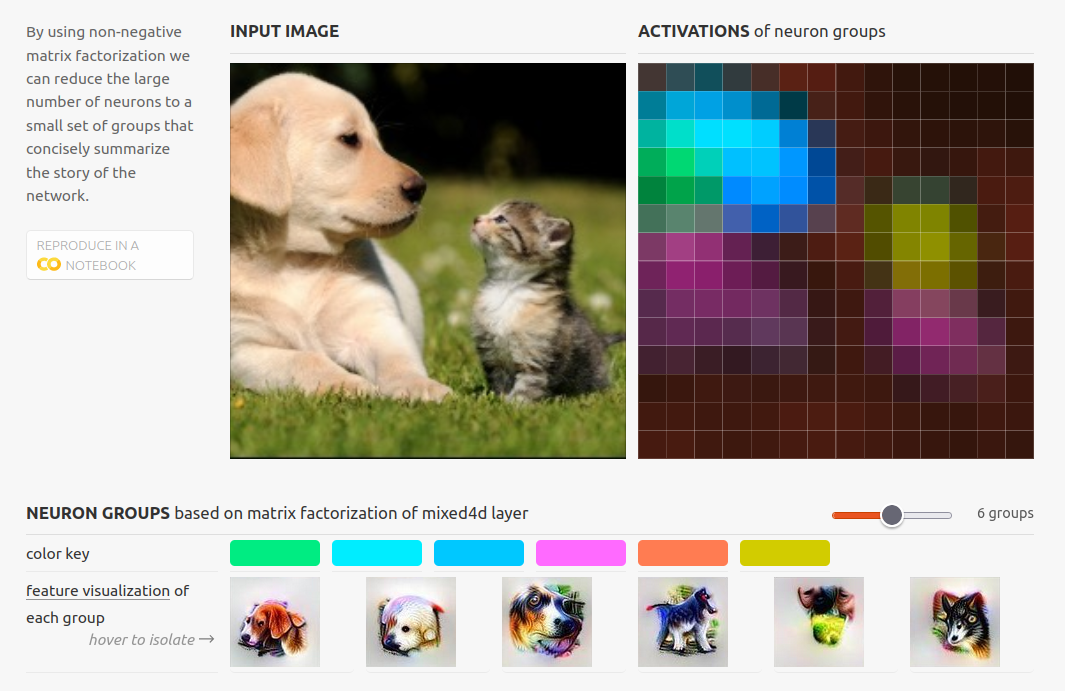 By using non-negative
matrix factorization we
can reduce the large
number of neurons to a
small set of groups that
concisely summarize
the story of the
network.
REPRODUCE IN A
CO NOTEBOOK
INPUT IMAGE
ACTIVATIONS of neuron groups
NEURON GROUPS based on matrix factorization of mixed4d layer
6 groups
color key
feature visualization of
each group
hover to isolate →